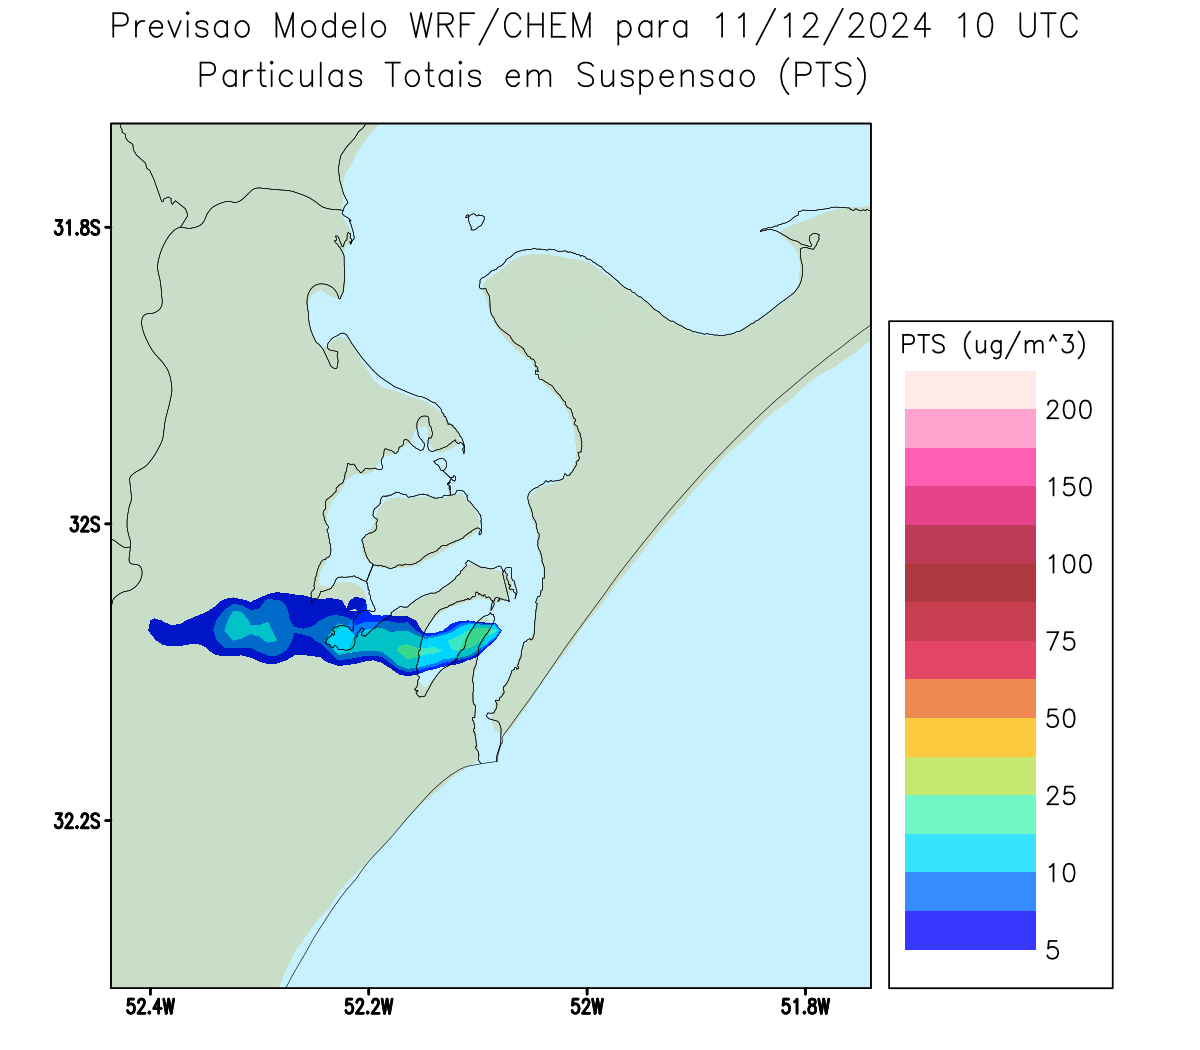 Previsao Modelo WRF/CHEM para 11/12/2024 10 UTC
Particulas Totais em Suspensao (PTS)
31.8S
32S
32.2S
52.4W
52.2W
52W
51.8W
PTS (ug/m^3)
200
150
100
75
50
25
10
5